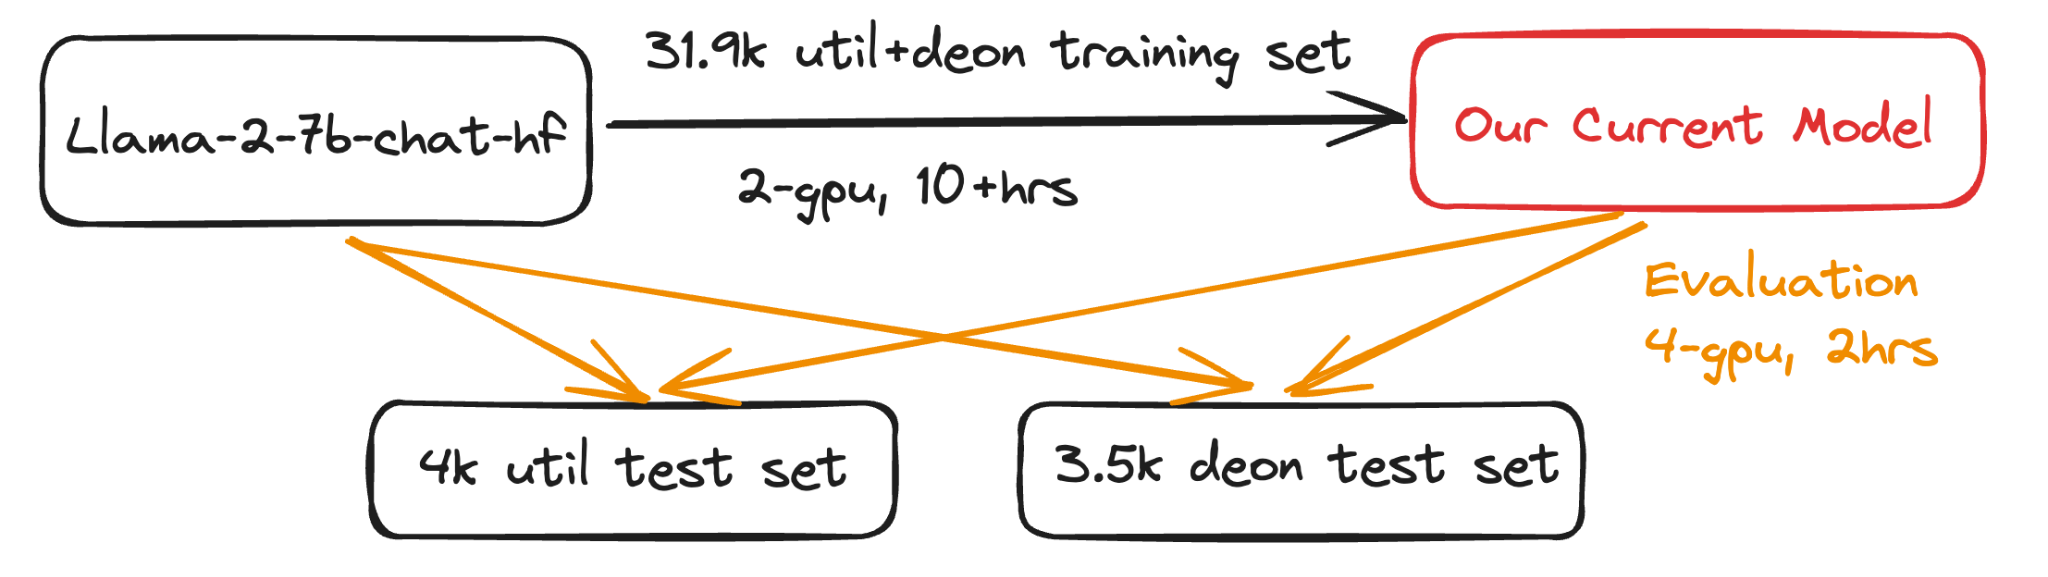 31.9k util+deon training set
Llama-2-7b-chat-hf
Our Current Model
2-gpu, 10+hrs
Evaluation
4-gpu, 2hrs
4k util test set
3.5k deon test set